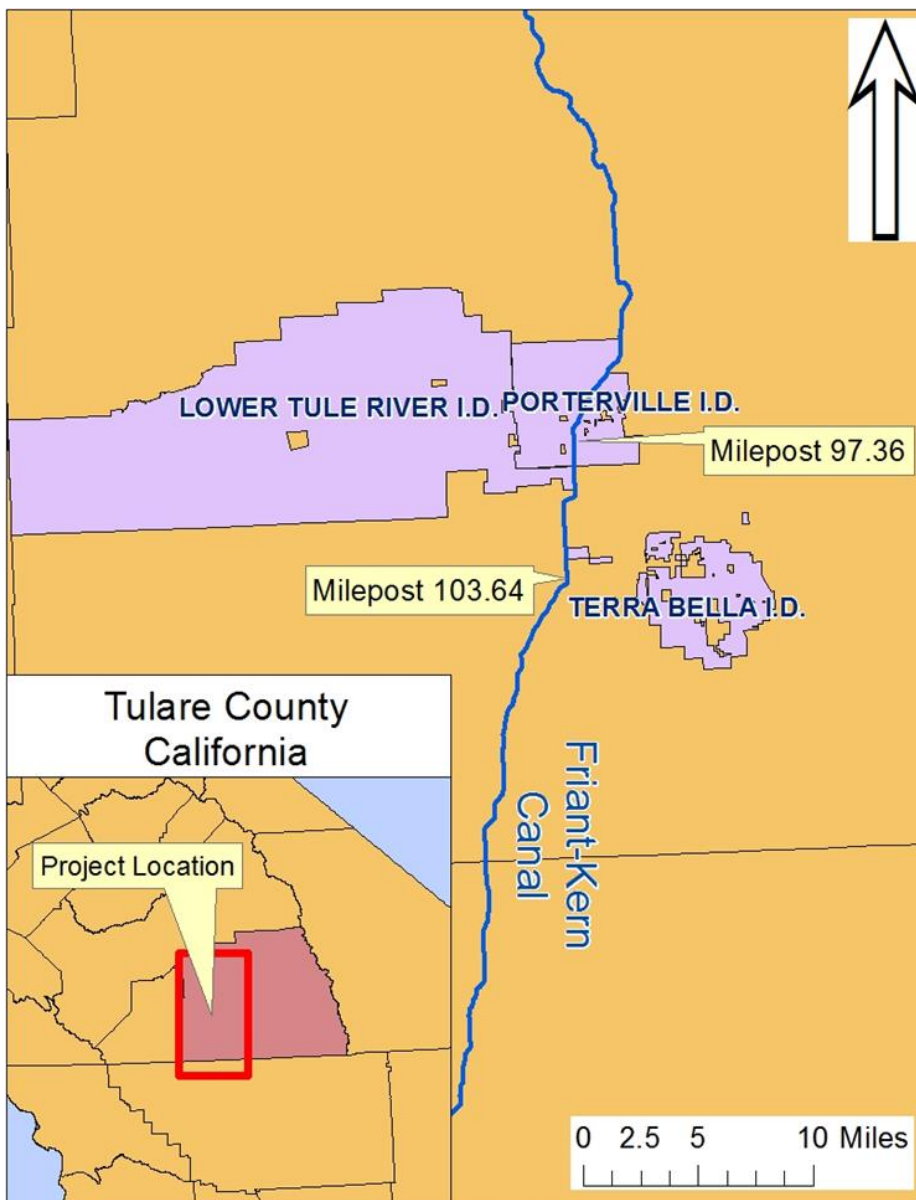 LOWER TULE RIVER I.D.
PORTERVILLE I.D.
Milepost 97.36
Milepost 103.64
TERRA BELLA I.D.
Friant-Kern
Canal
Tulare County
California
Project Location
0 2.5 5 10 Miles